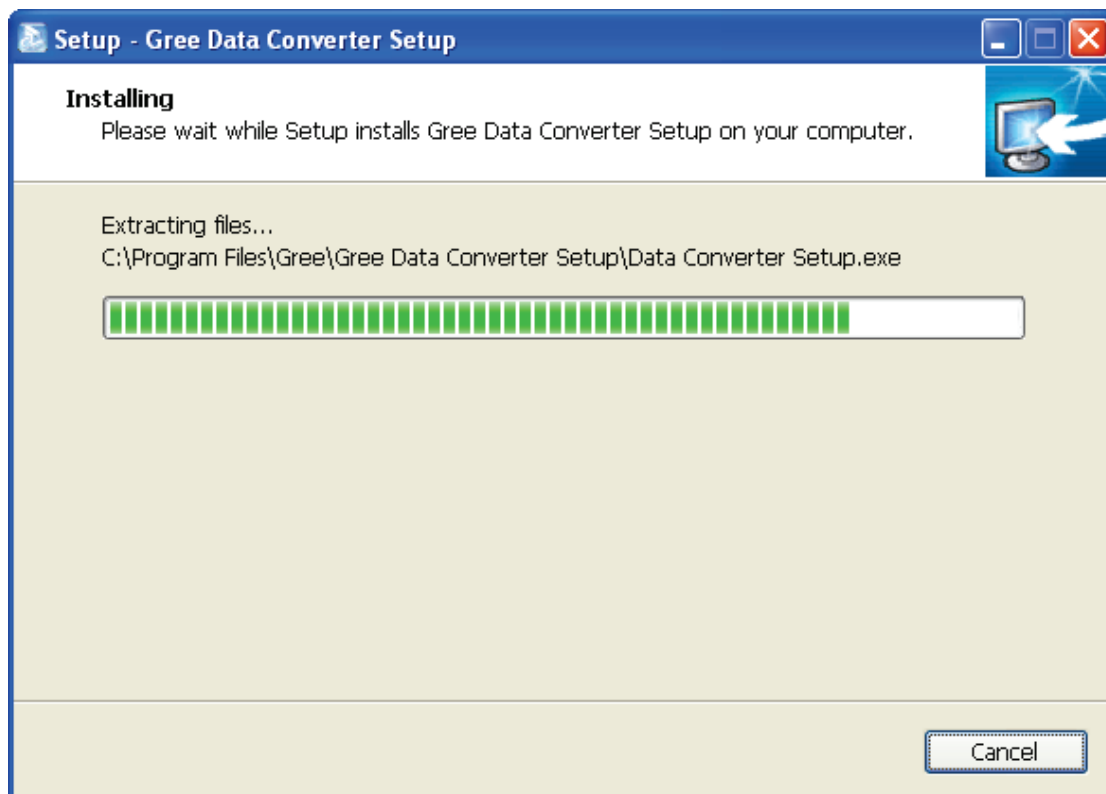 Setup - Gree Data Converter Setup
Installing
Please wait while Setup installs Gree Data Converter Setup on your computer.
Extracting files...
C:\Program Files\Gree\Gree Data Converter Setup\Data Converter Setup.exe
Cancel